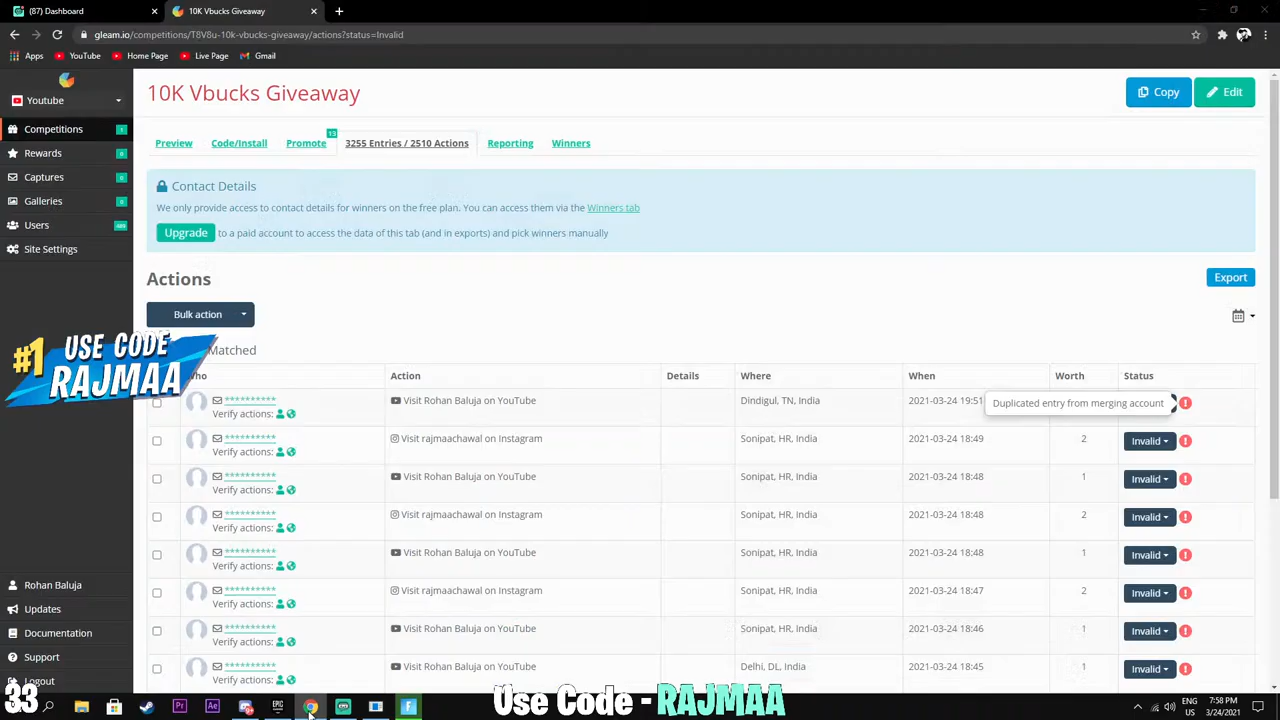 (87) Dashboard
10K Vbucks Giveaway
gleam.io/competitions/T8V8u-10k-vbucks-giveaway/actions?status=Invalid
Apps YouTube Home Page Live Page Gmail
Youtube
Competitions 1
Rewards 0
Captures 0
Galleries 0
Users
Site Settings
10K Vbucks Giveaway
Copy Edit
Preview Code/Install Promote 13 3255 Entries / 2510 Actions Reporting Winners
Contact Details
We only provide access to contact details for winners on the free plan. You can access them via the Winners tab
Upgrade to a paid account to access the data of this tab (and in exports) and pick winners manually
Actions
Export
Bulk action
#1 USE CODE
RAJMAA
Matched
Who Action Details Where When Worth Status
********** Visit Rohan Baluja on YouTube Dindigul, TN, India 2021-03-24 19:51 Duplicated entry from merging account
Verify actions:
********** Visit rajmaachawal on Instagram Sonipat, HR, India 2021-03-24 18:49 2 Invalid
Verify actions:
********** Visit Rohan Baluja on YouTube Sonipat, HR, India 2021-03-24 18:48 1 Invalid
Verify actions:
********** Visit rajmaachawal on Instagram Sonipat, HR, India 2021-03-24 18:48 2 Invalid
Verify actions:
********** Visit Rohan Baluja on YouTube Sonipat, HR, India 2021-03-24 18:48 1 Invalid
Verify actions:
********** Visit rajmaachawal on Instagram Sonipat, HR, India 2021-03-24 18:47 2 Invalid
Verify actions:
********** Visit Rohan Baluja on YouTube Sonipat, HR, India 2021-03-24 18:46 1 Invalid
Verify actions:
********** Visit Rohan Baluja on YouTube Delhi, DL, India 2021-03-24 18:45 1 Invalid
Verify actions:
Rohan Baluja
Updates
Documentation
Support
Logout
33
Pr Ae EPIC
Use Code - RAJMAA
ENG
US
7:58 PM
3/24/2021